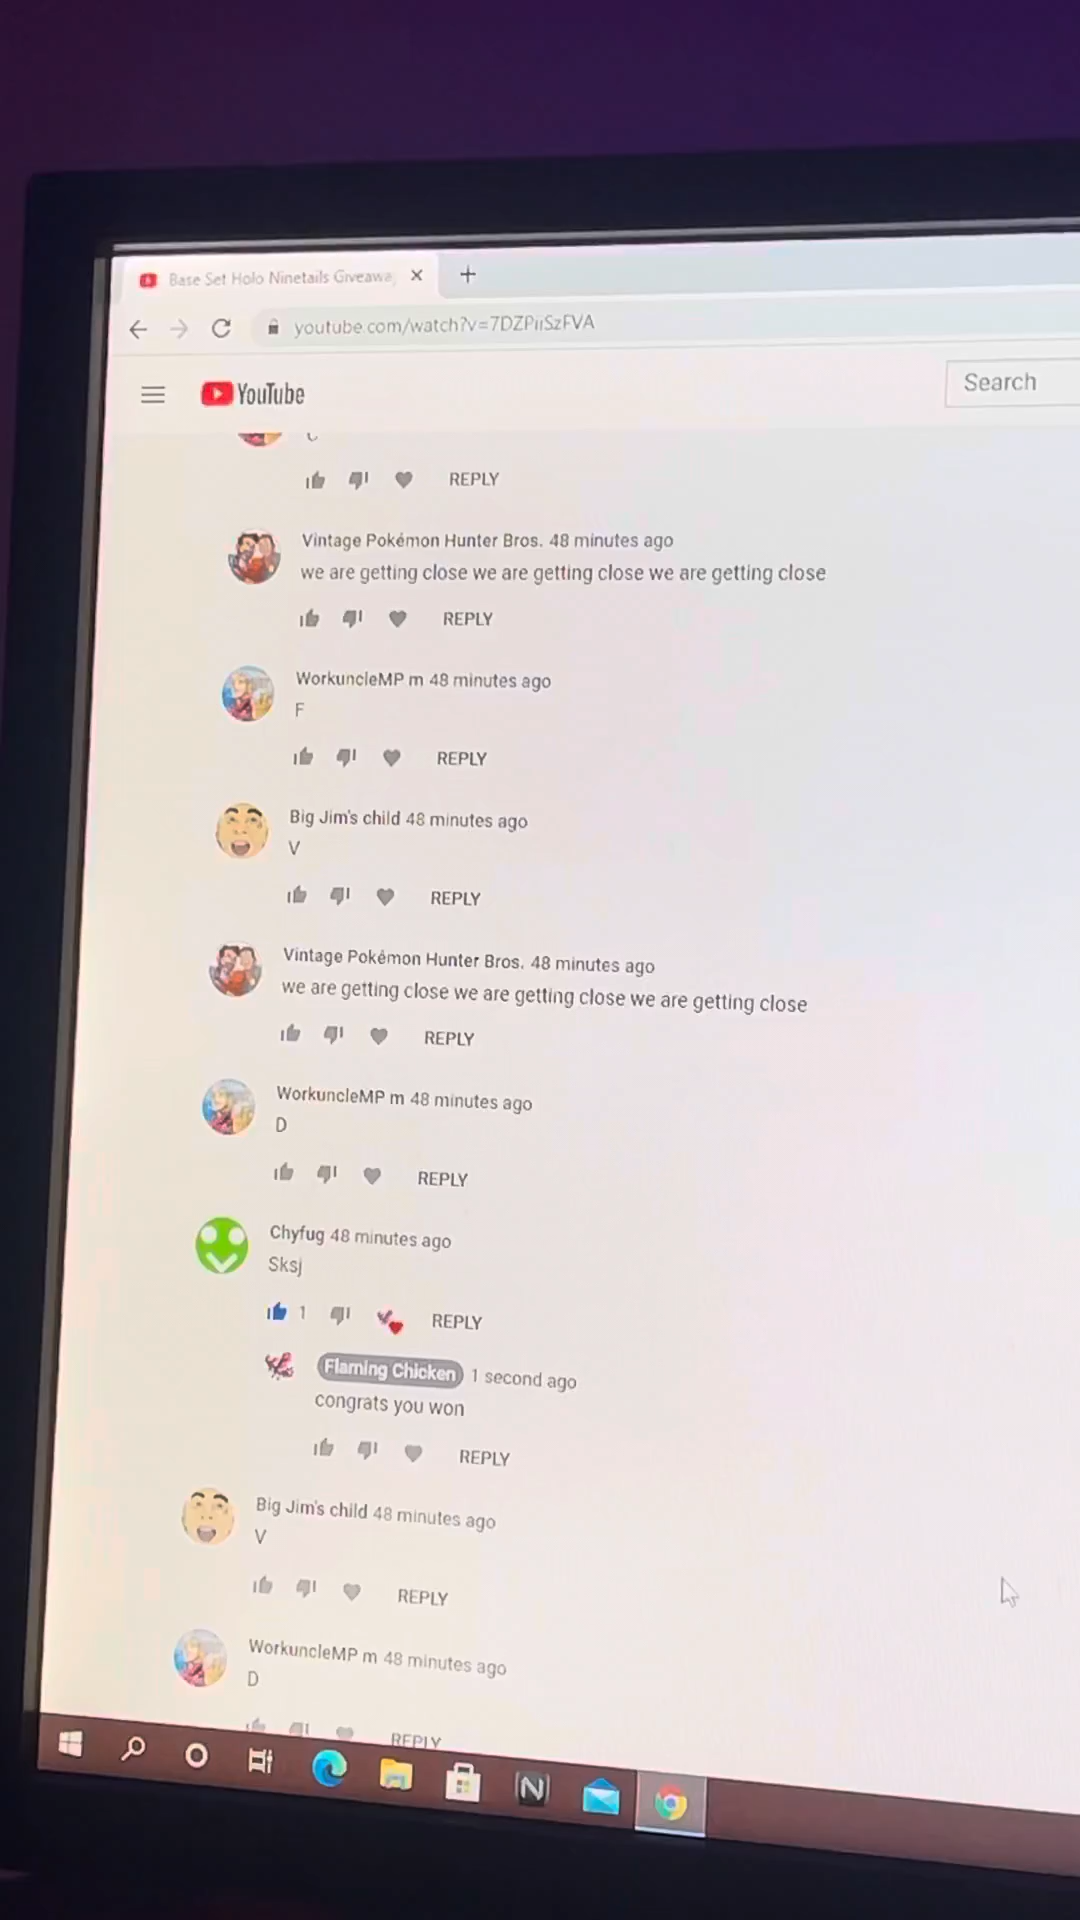 Base Set Holo Ninetails Giveaway
youtube.com/watch?v=7DZPiiSzFVA
YouTube
Search
REPLY
Vintage Pokémon Hunter Bros. 48 minutes ago
we are getting close we are getting close we are getting close
REPLY
WorkuncleMP m 48 minutes ago
F
REPLY
Big Jim's child 48 minutes ago
V
REPLY
Vintage Pokémon Hunter Bros. 48 minutes ago
we are getting close we are getting close we are getting close
REPLY
WorkuncleMP m 48 minutes ago
D
REPLY
Chyfug 48 minutes ago
Sksj
1 REPLY
Flaming Chicken 1 second ago
congrats you won
REPLY
Big Jim's child 48 minutes ago
V
REPLY
WorkuncleMP m 48 minutes ago
D
REPLY